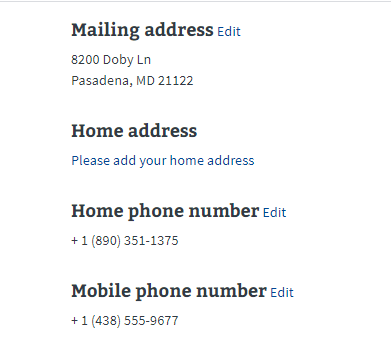 Mailing address Edit
8200 Doby Ln
Pasadena, MD 21122
Home address
Please add your home address
Home phone number Edit
+ 1 (890) 351-1375
Mobile phone number Edit
+ 1 (438) 555-9677